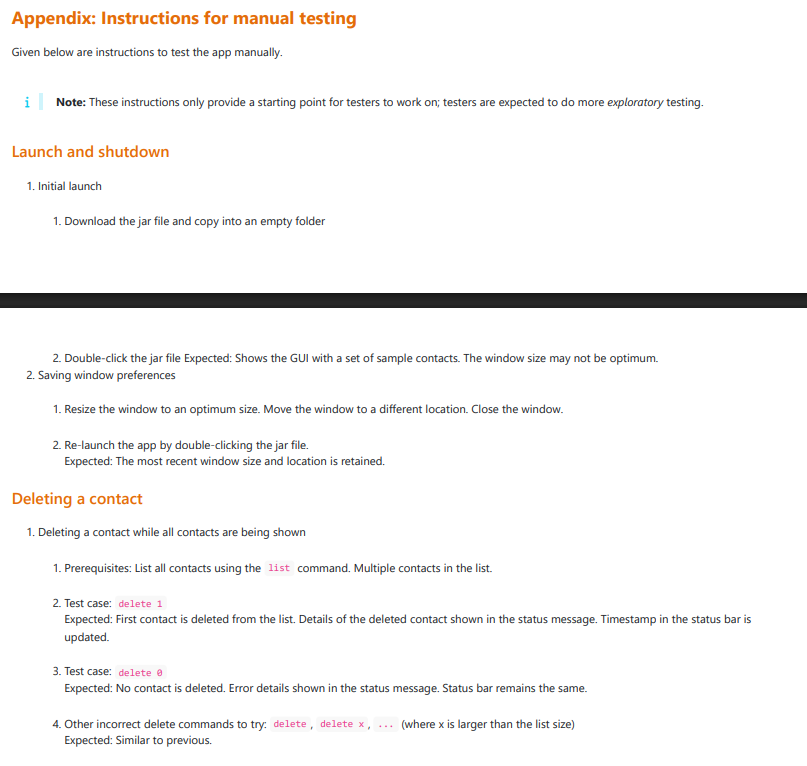 Appendix: Instructions for manual testing
Given below are instructions to test the app manually.
i Note: These instructions only provide a starting point for testers to work on; testers are expected to do more exploratory testing.
Launch and shutdown
1. Initial launch
1. Download the jar file and copy into an empty folder
2. Double-click the jar file Expected: Shows the GUI with a set of sample contacts. The window size may not be optimum.
2. Saving window preferences
1. Resize the window to an optimum size. Move the window to a different location. Close the window.
2. Re-launch the app by double-clicking the jar file.
Expected: The most recent window size and location is retained.
Deleting a contact
1. Deleting a contact while all contacts are being shown
1. Prerequisites: List all contacts using the list command. Multiple contacts in the list.
2. Test case: delete 1
Expected: First contact is deleted from the list. Details of the deleted contact shown in the status message. Timestamp in the status bar is
updated.
3. Test case: delete 0
Expected: No contact is deleted. Error details shown in the status message. Status bar remains the same.
4. Other incorrect delete commands to try: delete, delete x, ... (where x is larger than the list size)
Expected: Similar to previous.